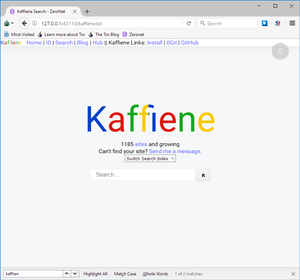 Kaffiene Search - ZeroNet
127.0.0.1:43110/kaffiene.bit
Search
Most Visited Learn more about Tor The Tor Blog ZeroNet
Kaffiene Home | ID | Search | Blog | Hub || Kaffiene Links: Install | 0Git | GitHub
0
Kaffiene
1185 sites and growing
Can't find your site? Send me a message.
Switch Search Index
Search...
R
kaffien Highlight All Match Case Whole Words 1 of 2 matches